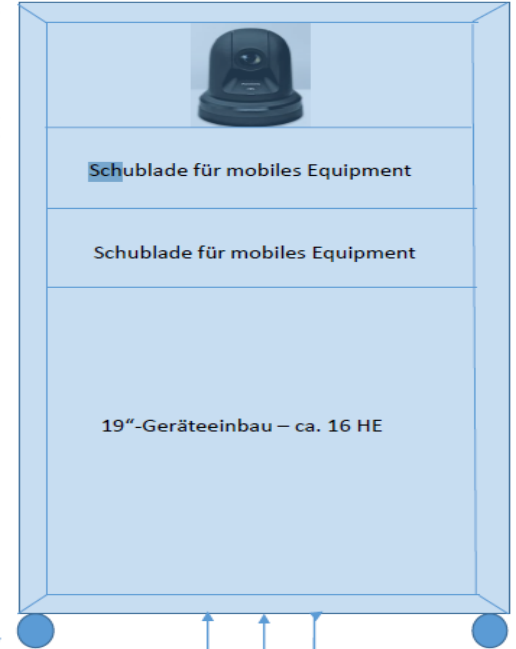 Schublade für mobiles Equipment
Schublade für mobiles Equipment
19“-Geräteeinbau – ca. 16 HE